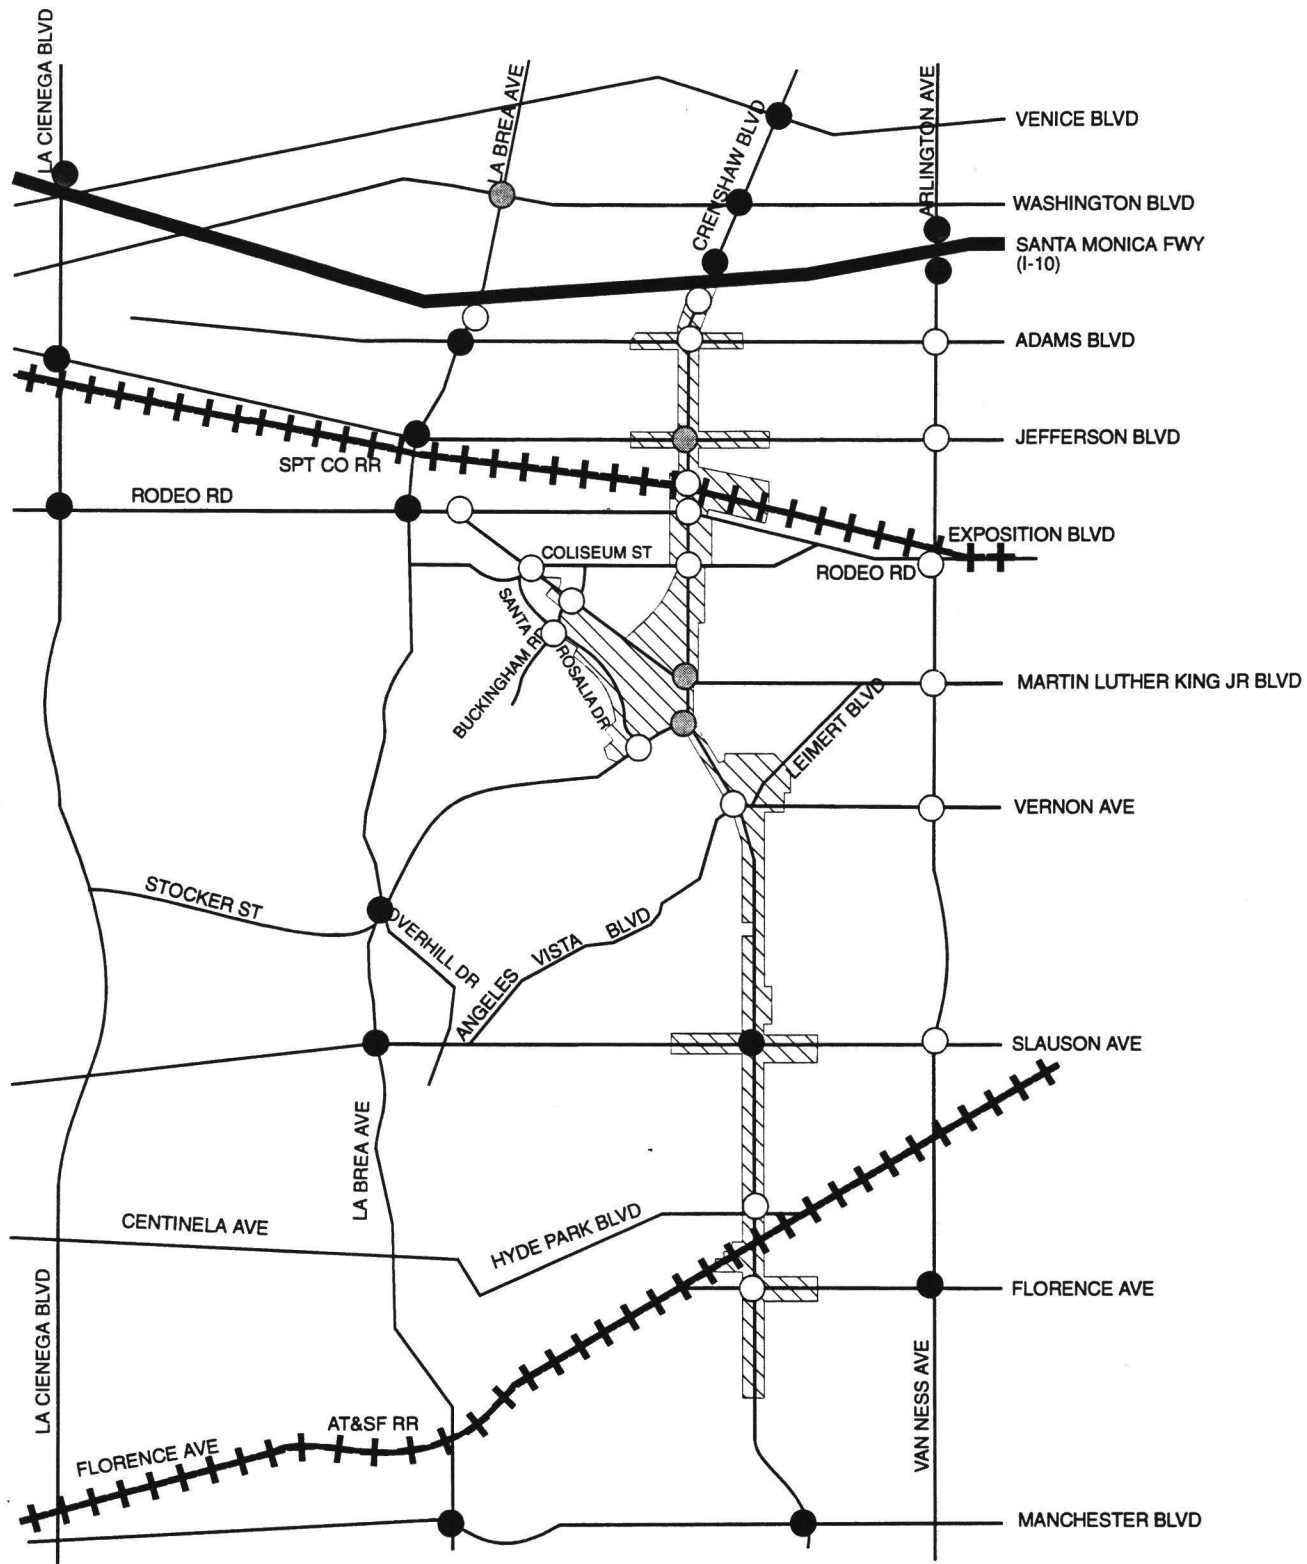 LA CIENEGA BLVD
LA BREA AVE
CRENSHAW BLVD
ARLINGTON AVE
VENICE BLVD
WASHINGTON BLVD
SANTA MONICA FWY
(I-10)
ADAMS BLVD
JEFFERSON BLVD
SPT CO RR
RODEO RD
EXPOSITION BLVD
COLISEUM ST
RODEO RD
SANTA
ROSALIA DR
BUCKINGHAM RD
MARTIN LUTHER KING JR BLVD
LEIMERT BLVD
VERNON AVE
STOCKER ST
OVERHILL DR
ANGELES VISTA BLVD
SLAUSON AVE
LA BREA AVE
CENTINELA AVE
HYDE PARK BLVD
FLORENCE AVE
LA CIENEGA BLVD
VAN NESS AVE
AT&SF RR
FLORENCE AVE
MANCHESTER BLVD